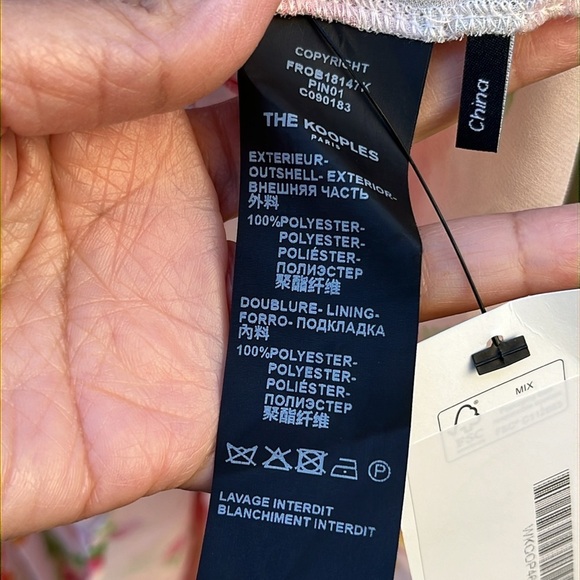 COPYRIGHT
FROB18147K
PIN01
C090183
THE KOOPLES
PARIS
EXTERIEUR-
OUTSHELL- EXTERIOR-
ВНЕШНЯЯ ЧАСТЬ
外料
100%POLYESTER-
POLYESTER-
POLIÉSTER-
ПОЛИЭСТЕР
聚酯纤维
DOUBLURE- LINING-
FORRO- ПОДКЛАДКА
內料
100%POLYESTER-
POLYESTER-
POLIÉSTER-
ПОЛИЭСТЕР
聚酯纤维
P
LAVAGE INTERDIT
BLANCHIMENT INTERDIT
China
MIX
FSC